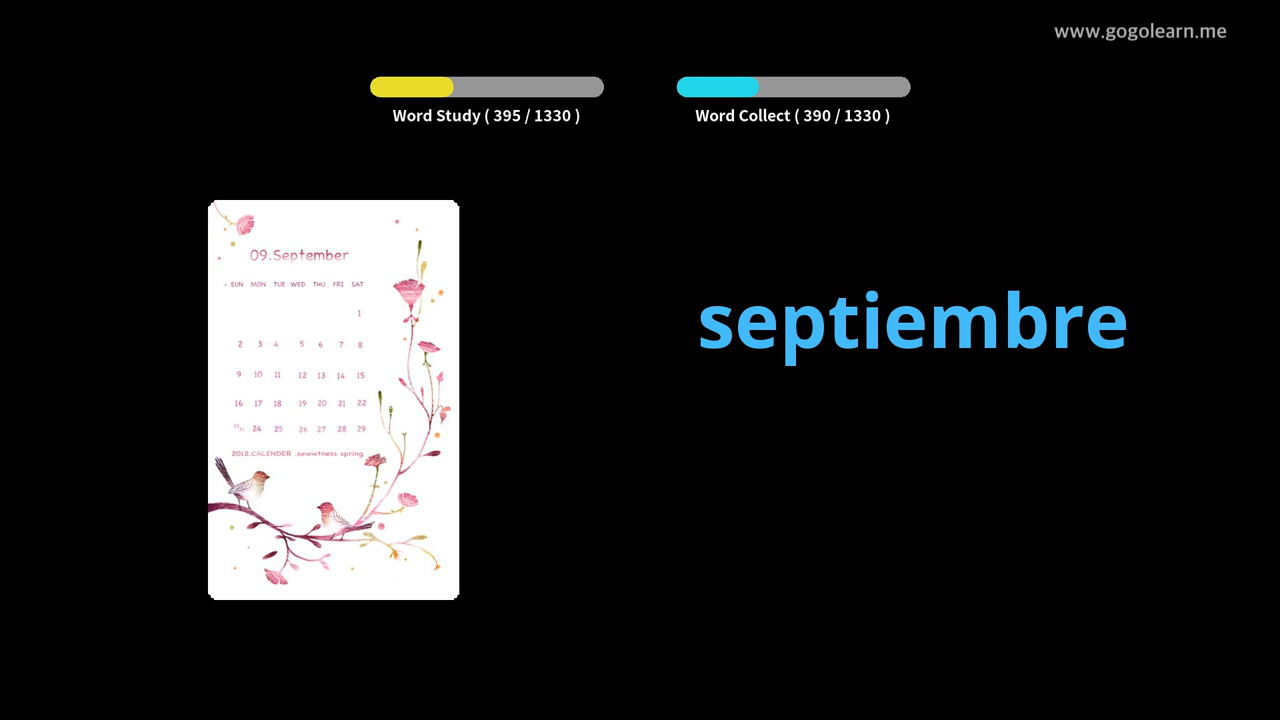 www.gogolearn.me
Word Study ( 395 / 1330 )
Word Collect ( 390 / 1330 )
09.September
SUN MON TUE WED THU FRI SAT
1
2 3 4 5 6 7 8
9 10 11 12 13 14 15
16 17 18 19 20 21 22
24 25 26 27 28 29
2012.CALENDER .sewwtness spring
septiembre